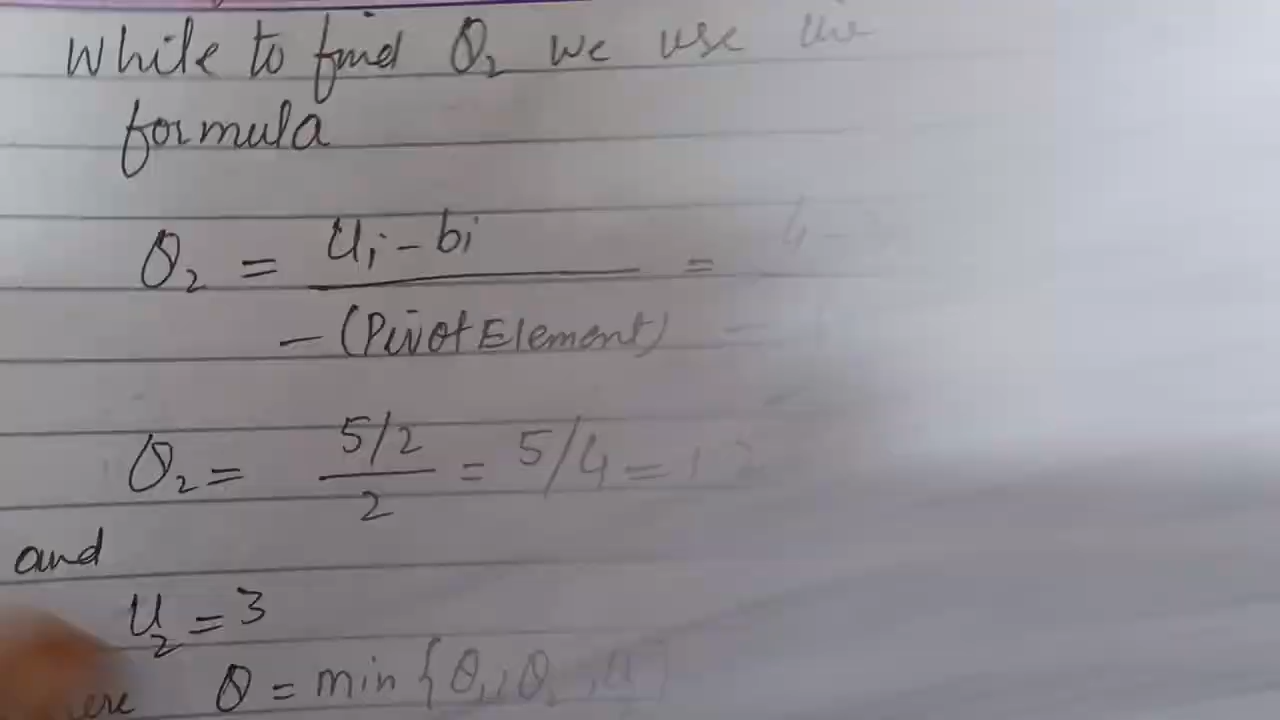 While to find θ₂ we use the
formula
θ₂ = (uᵢ - bᵢ) / -(Pivot Element) =
θ₂ = (5/2) / 2 = 5/4 =
and
u₂ = 3
θ = min {θ₁, θ